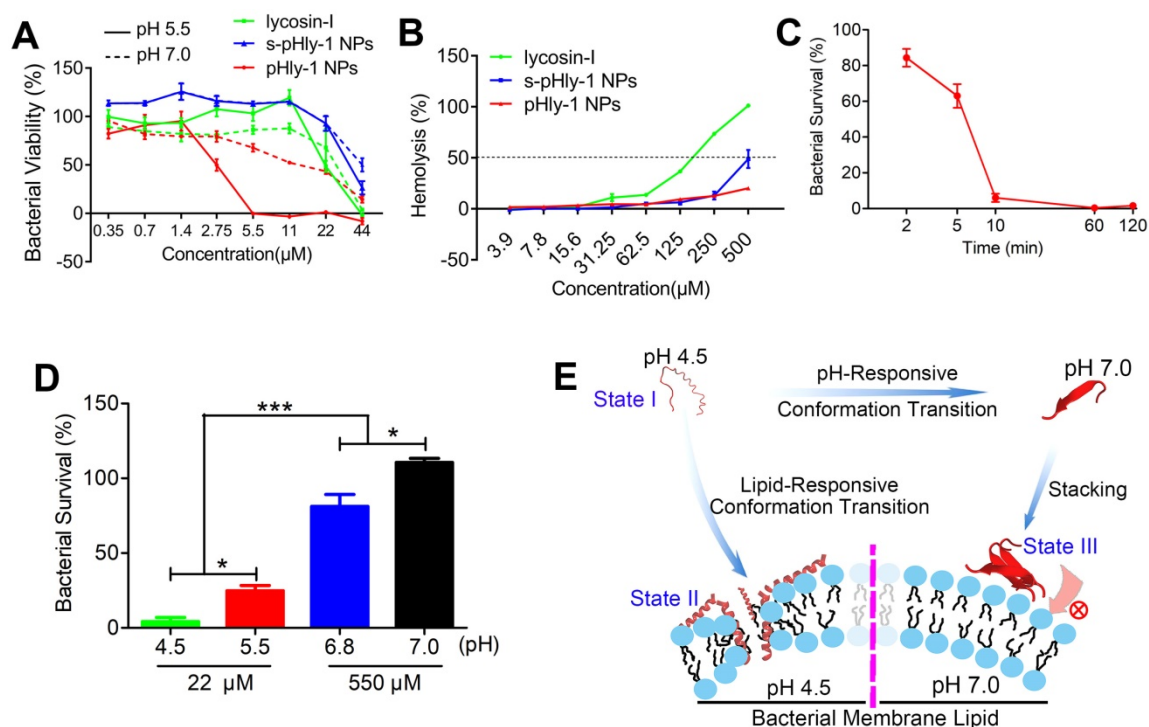 A
pH 5.5
pH 7.0
lycosin-I
s-pHly-1 NPs
pHly-1 NPs
Bacterial Viability (%)
150
100
50
0
-50
0.35 0.7 1.4 2.75 5.5 11 22 44
Concentration(μM)
B
lycosin-I
s-pHly-1 NPs
pHly-1 NPs
Hemolysis (%)
150
100
50
0
-50
3.9 7.8 15.6 31.25 62.5 125 250 500
Concentration(μM)
C
Bacterial Survival (%)
100
80
60
40
20
0
2 5 10 60 120
Time (min)
D
Bacterial Survival (%)
150
100
50
0
***
*
*
4.5 5.5 6.8 7.0 (pH)
22 μM 550 μM
E
pH 4.5
State I
pH-Responsive
Conformation Transition
pH 7.0
Lipid-Responsive
Conformation Transition
Stacking
State III
State II
pH 4.5 pH 7.0
Bacterial Membrane Lipid